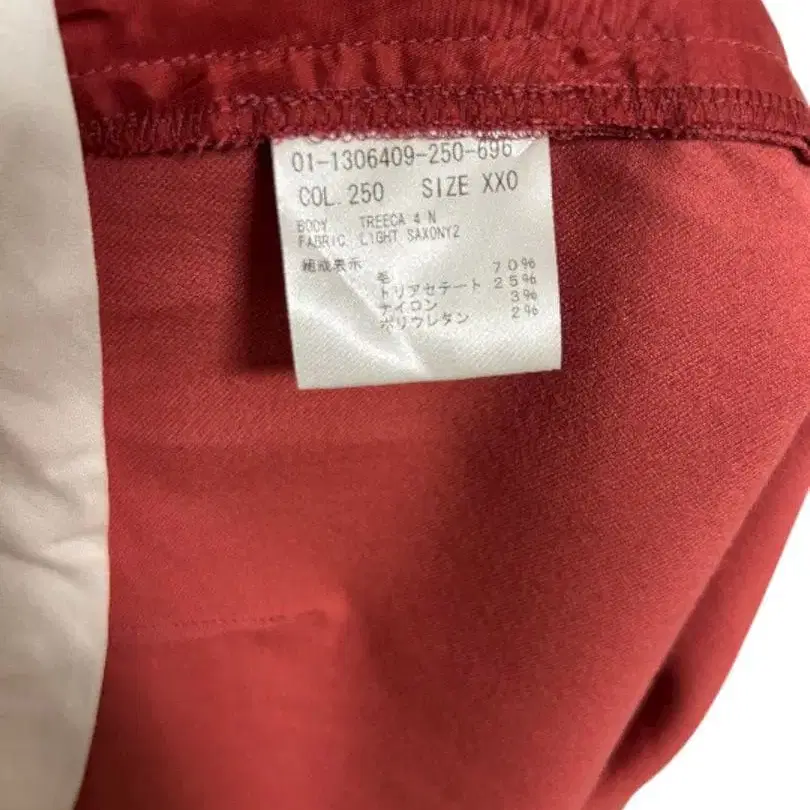 01-1306409-250-696
COL. 250 SIZE XXO
BODY TREECA 4 N
FABRIC LIGHT SAXONY2
組成表示
毛 70%
トリアセテート 25%
ナイロン 3%
ポリウレタン 2%